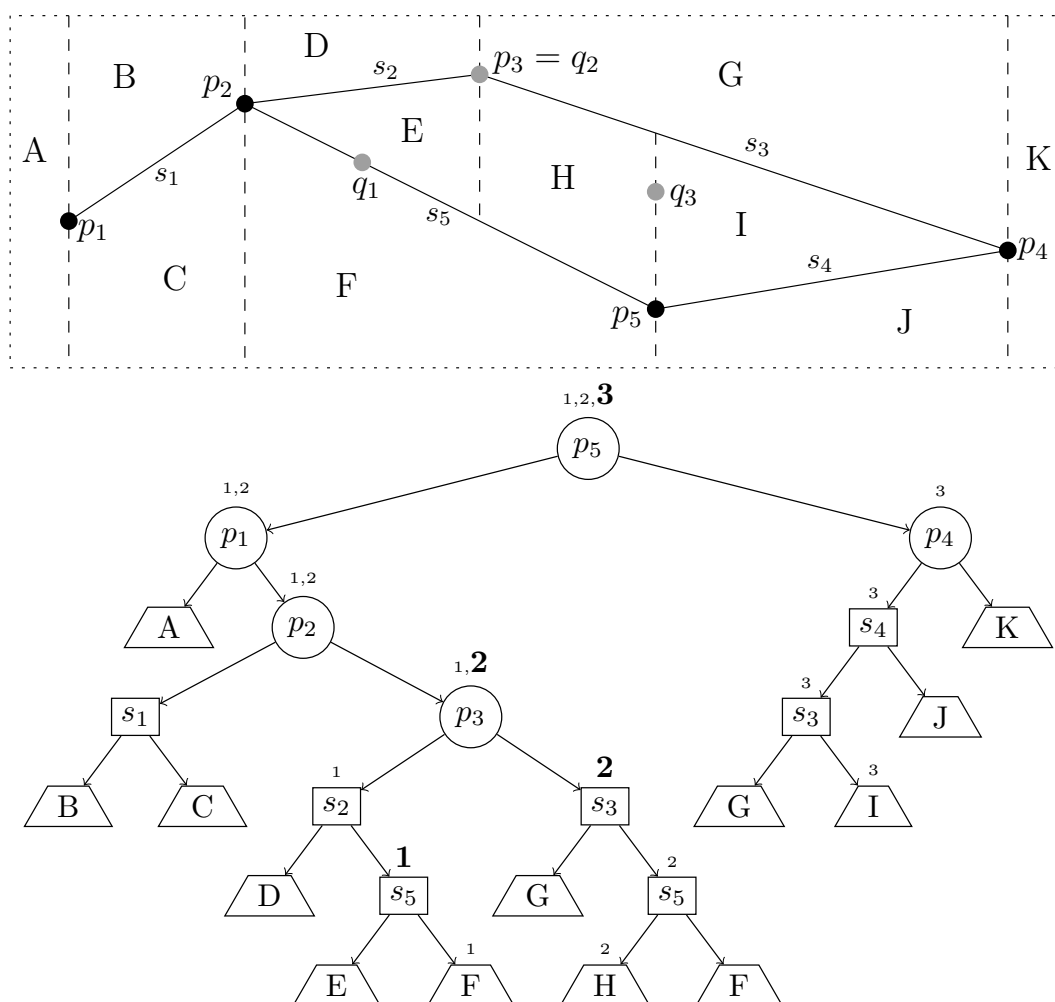 D
p₃ = q₂
B
s₂
G
p₂
E
A
s₃
K
s₁
q₁
H
q₃
p₁
s₅
I
p₄
C
F
s₄
p₅
J
1,2,3
p₅
1,2
3
p₁
p₄
1,2
3
A
p₂
s₄
K
1,2
3
s₁
p₃
s₃
J
1
2
3
B
C
s₂
s₃
G
I
1
2
D
s₅
G
s₅
1
2
E
F
H
F